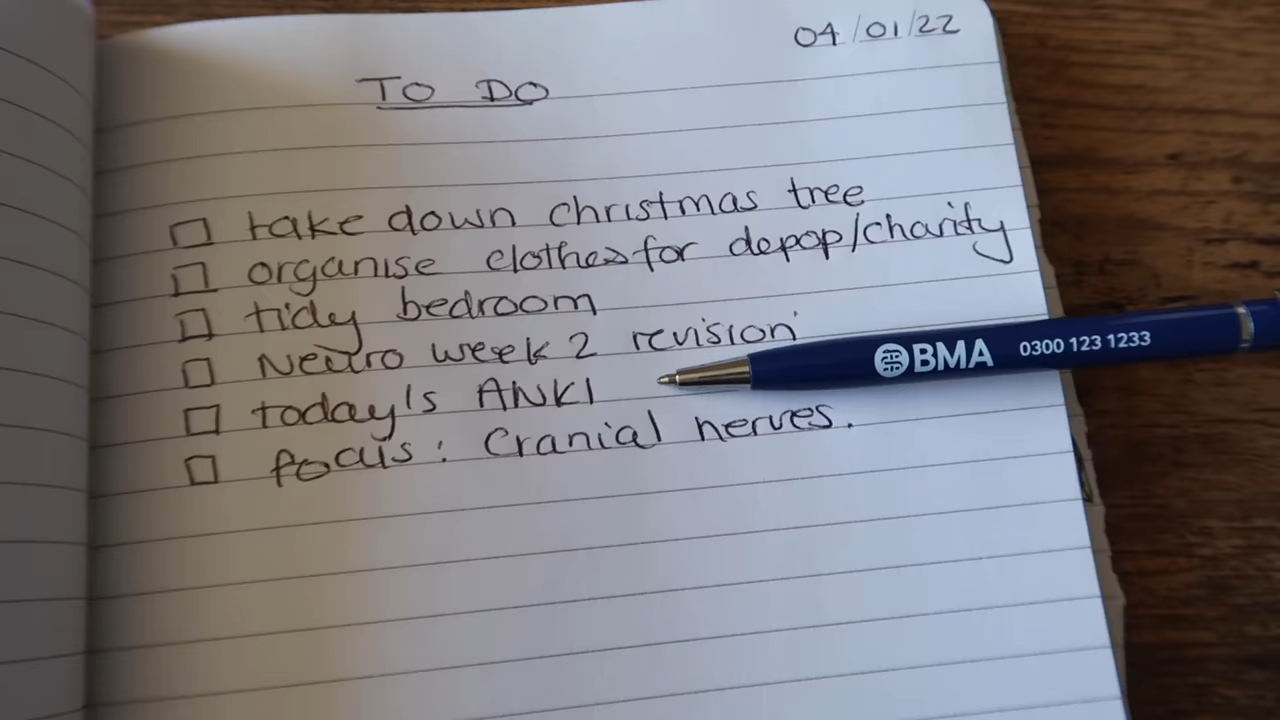 04/01/22
TO DO
take down christmas tree
organise clothes for depop/charity
tidy bedroom
Neuro week 2 revision
today's ANKI
focus: Cranial nerves.
BMA 0300 123 1233